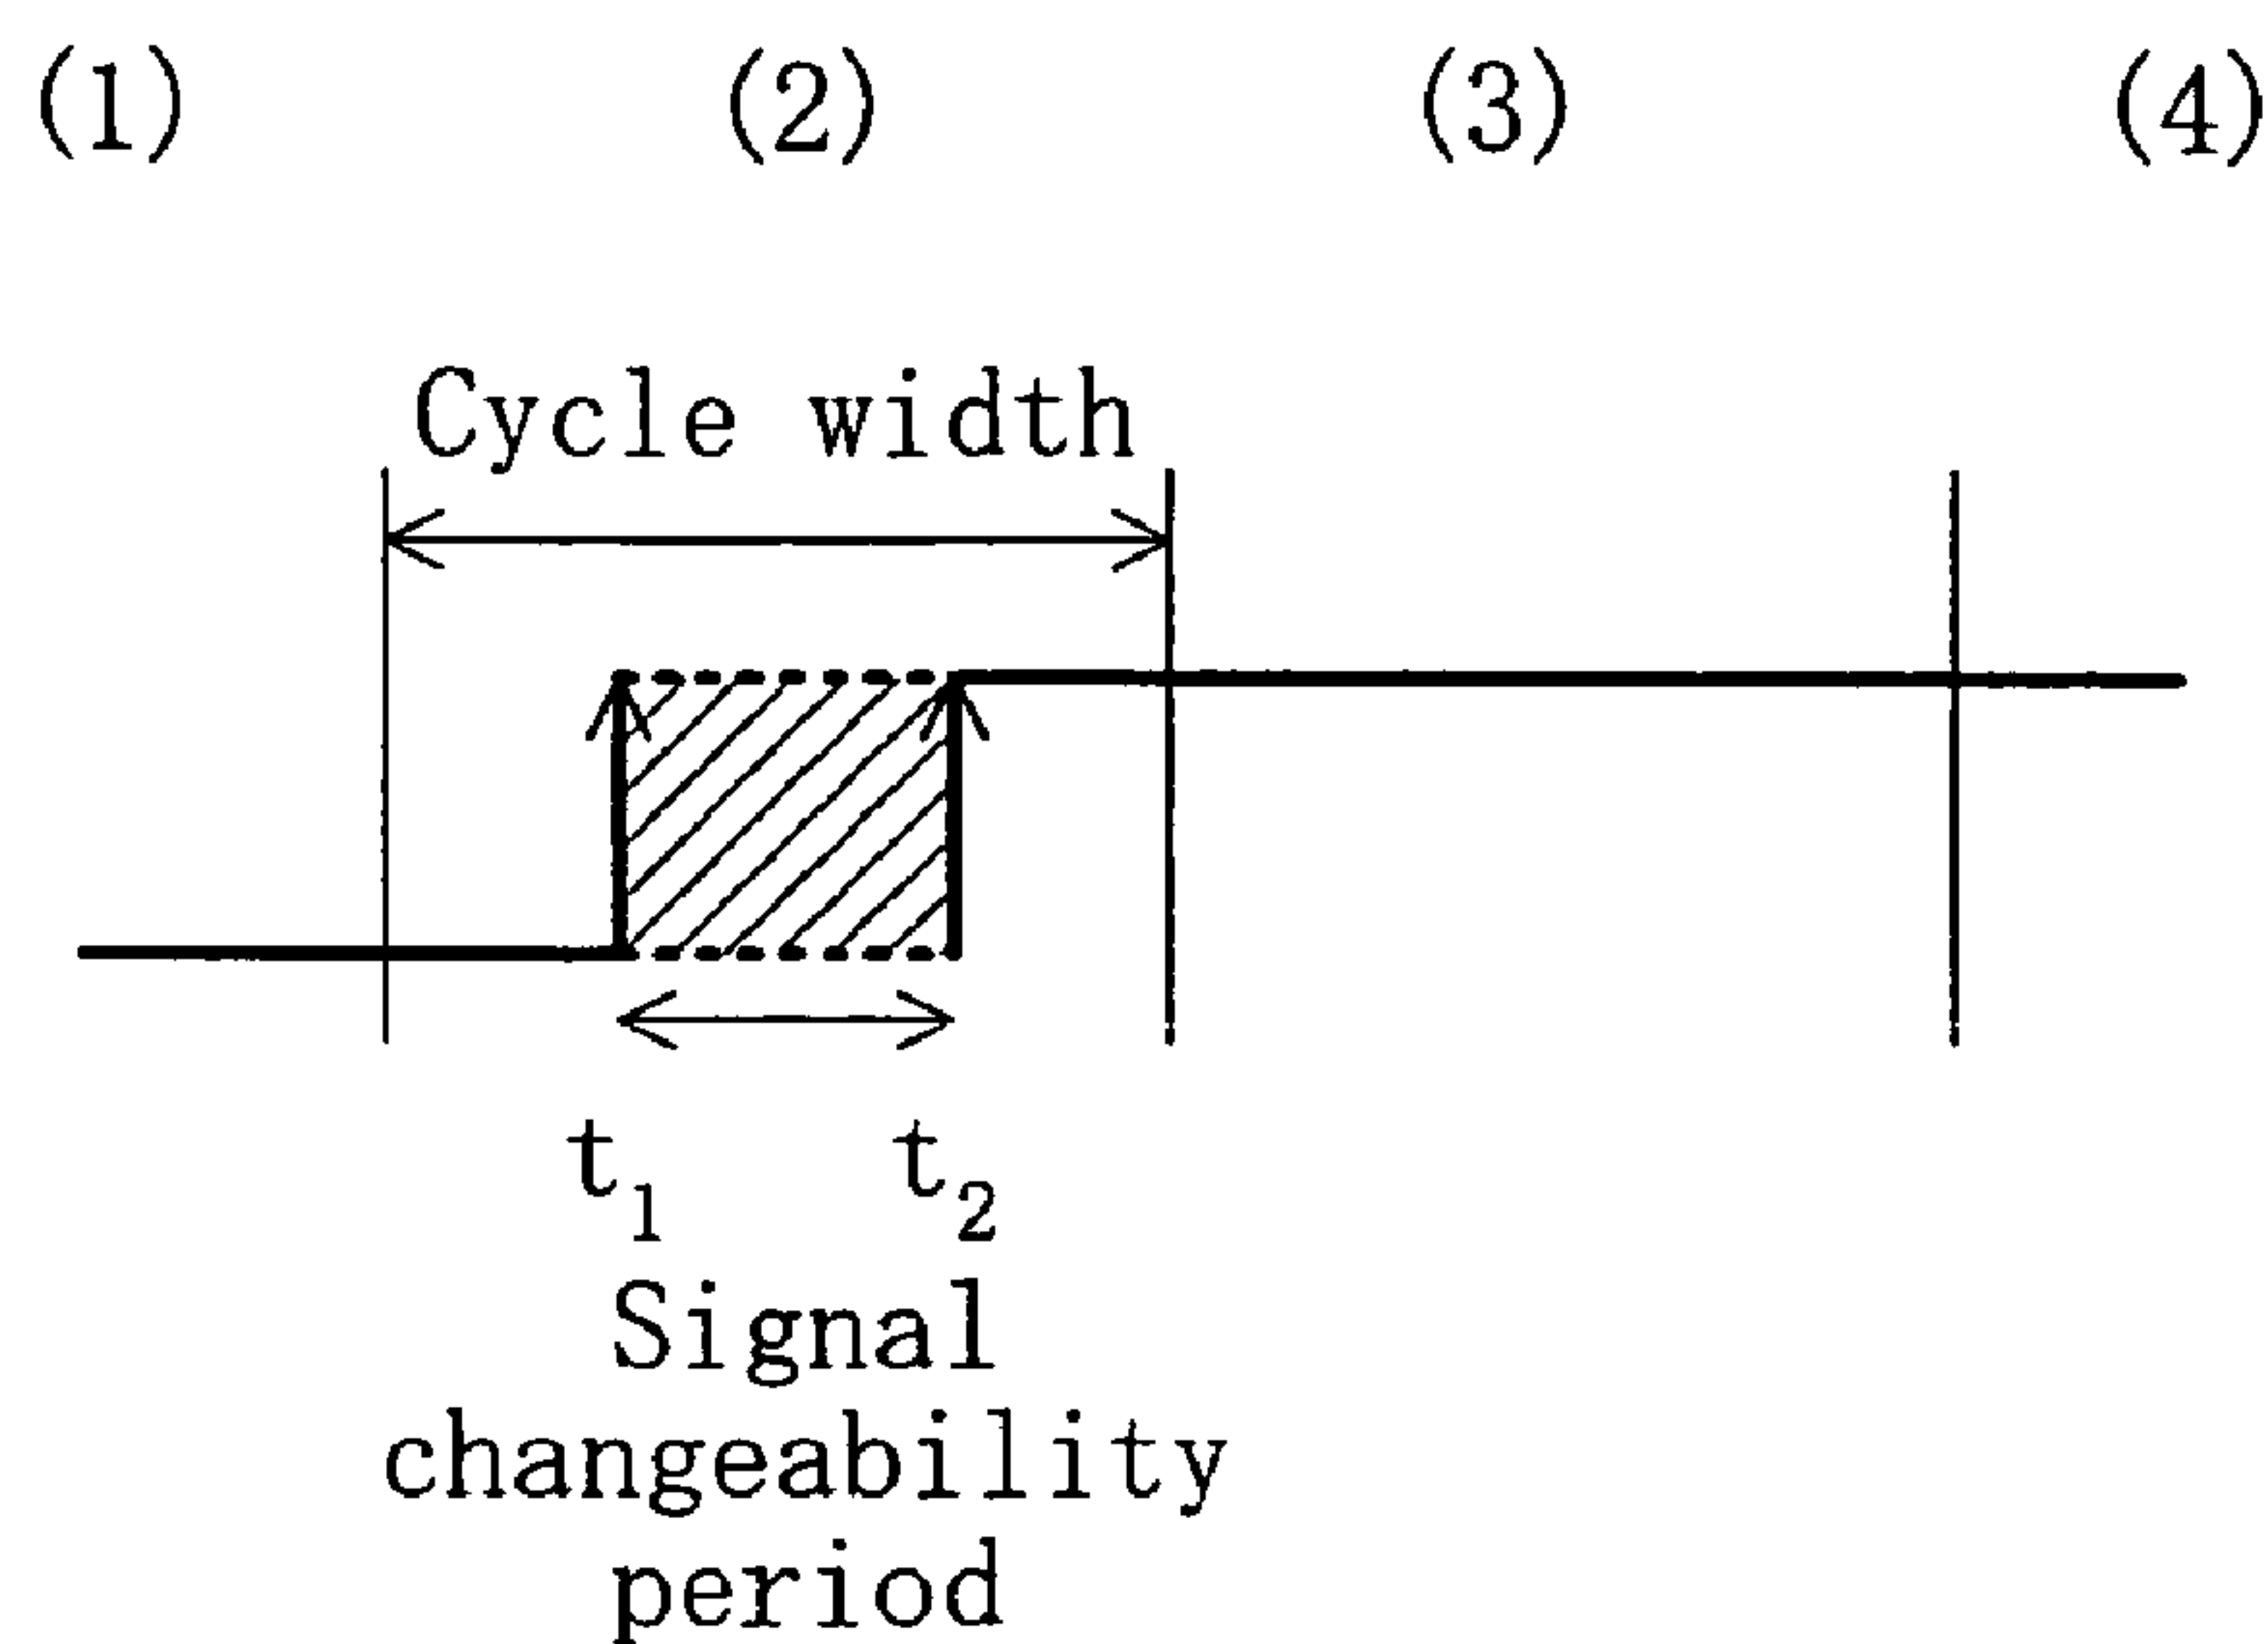 (1) (2) (3) (4)
Cycle width
t₁ t₂
Signal
changeability
period